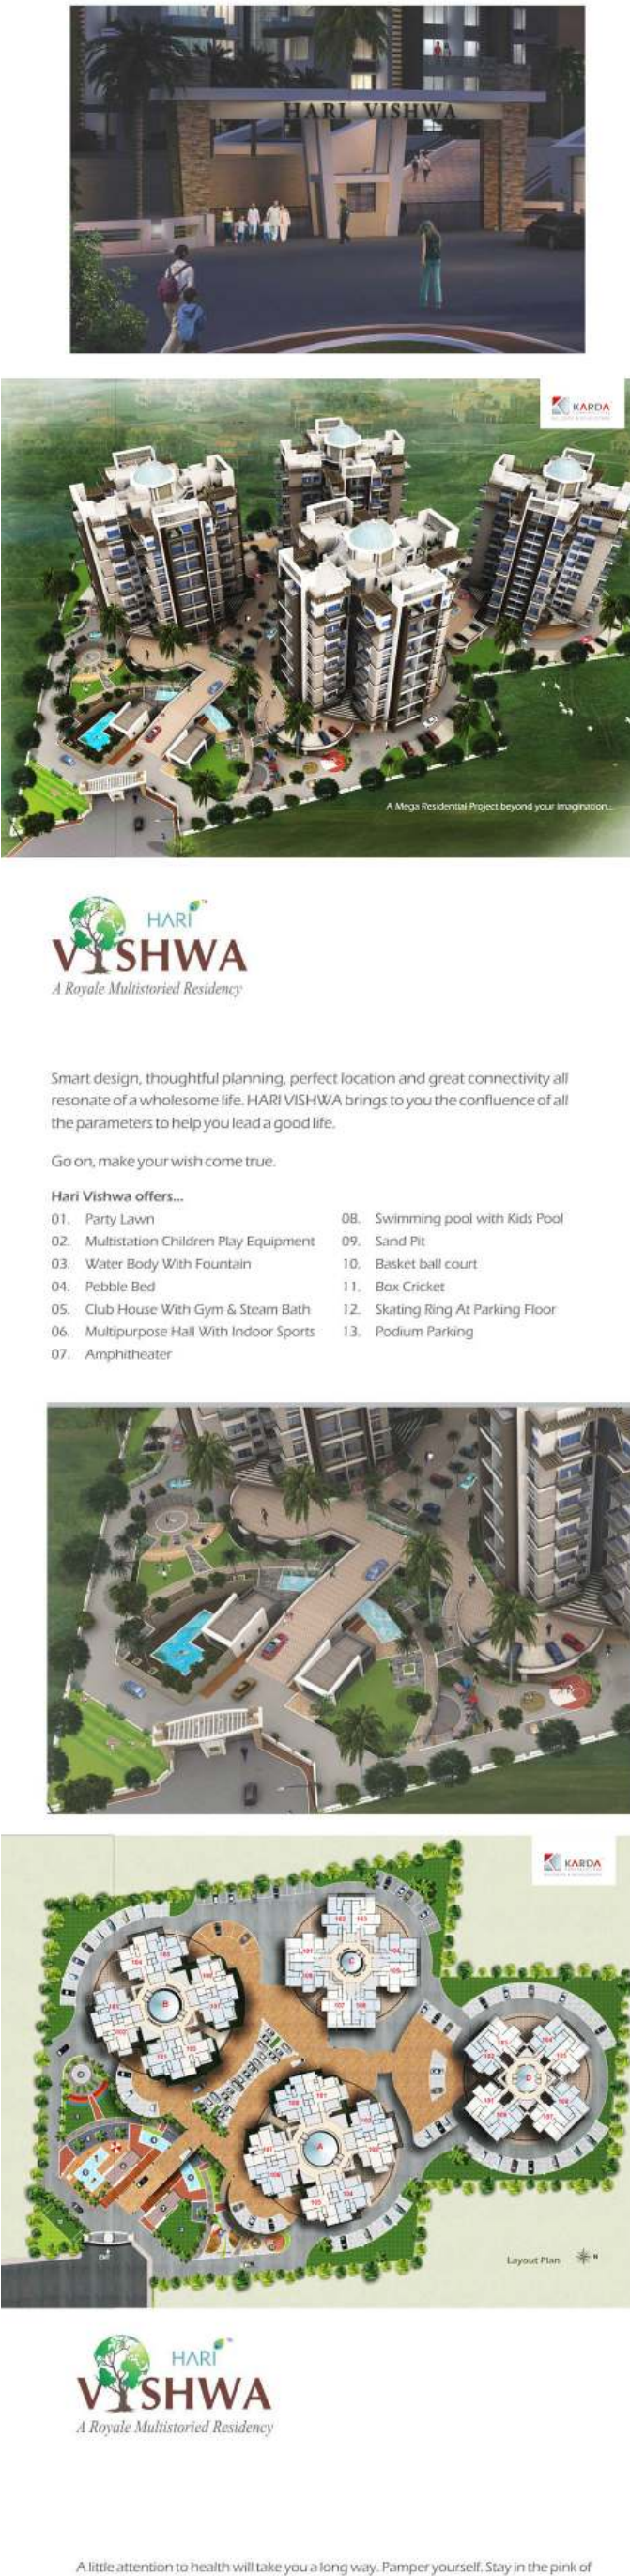 HARI VISHWA
KARDA
A Mega Residential Project beyond your imagination...
HARI
VISHWA
A Royale Multistoried Residency
Smart design, thoughtful planning, perfect location and great connectivity all
resonate of a wholesome life. HARI VISHWA brings to you the confluence of all
the parameters to help you lead a good life.
Go on, make your wish come true.
Hari Vishwa offers...
01. Party Lawn
02. Multistation Children Play Equipment
03. Water Body With Fountain
04. Pebble Bed
05. Club House With Gym & Steam Bath
06. Multipurpose Hall With Indoor Sports
07. Amphitheater
08. Swimming pool with Kids Pool
09. Sand Pit
10. Basket ball court
11. Box Cricket
12. Skating Ring At Parking Floor
13. Podium Parking
KARDA
B
C
D
A
Layout Plan
HARI
VISHWA
A Royale Multistoried Residency
A little attention to health will take you a long way. Pamper yourself. Stay in the pink of